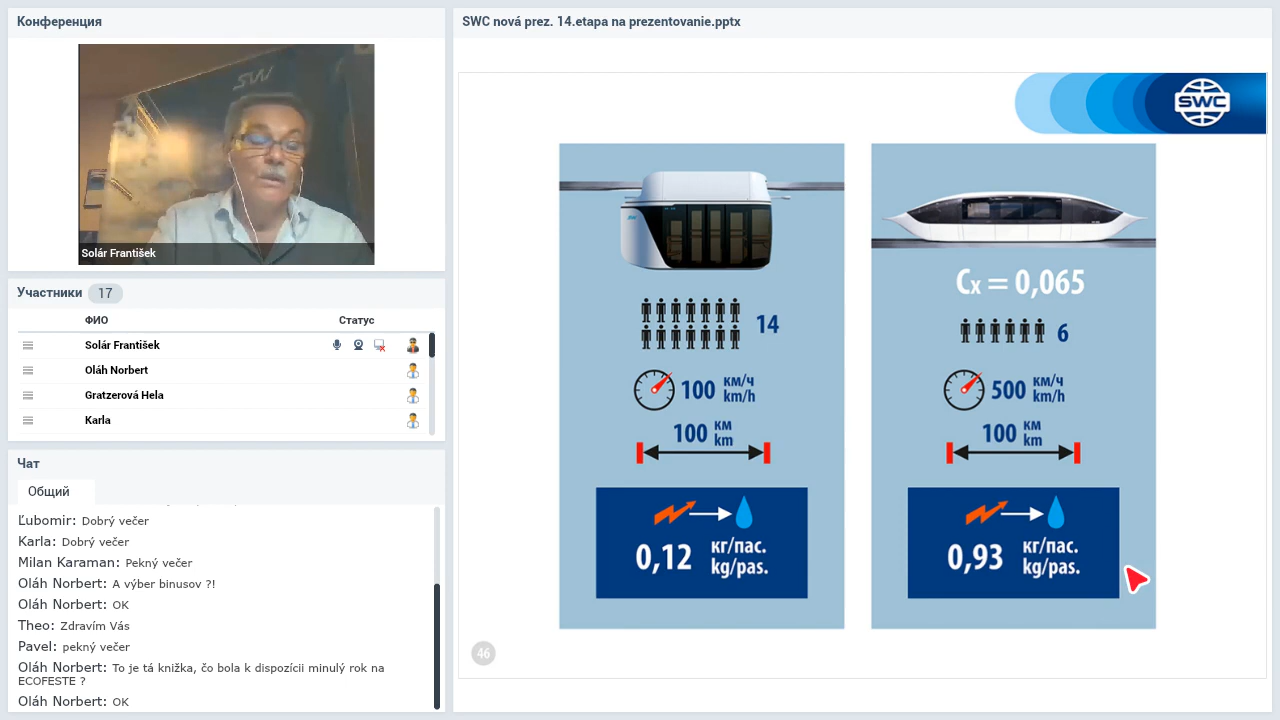 Конференция
SW
Solár František
Участники 17
ФИО Статус
Solár František
Oláh Norbert
Gratzerová Hela
Karla
Чат
Общий
Ľubomir: Dobrý večer
Karla: Dobrý večer
Milan Karaman: Pekný večer
Oláh Norbert: A výber binusov ?!
Oláh Norbert: OK
Theo: Zdravím Vás
Pavel: pekný večer
Oláh Norbert: To je tá knižka, čo bola k dispozícii minulý rok na
ECOFESTE ?
Oláh Norbert: OK
SWC nová prez. 14.etapa na prezentovanie.pptx
SWC
14
100 км/ч
km/h
100 км
km
0,12 кг/пас.
kg/pas.
Cx = 0,065
6
500 км/ч
km/h
100 км
km
0,93 кг/пас.
kg/pas.
46